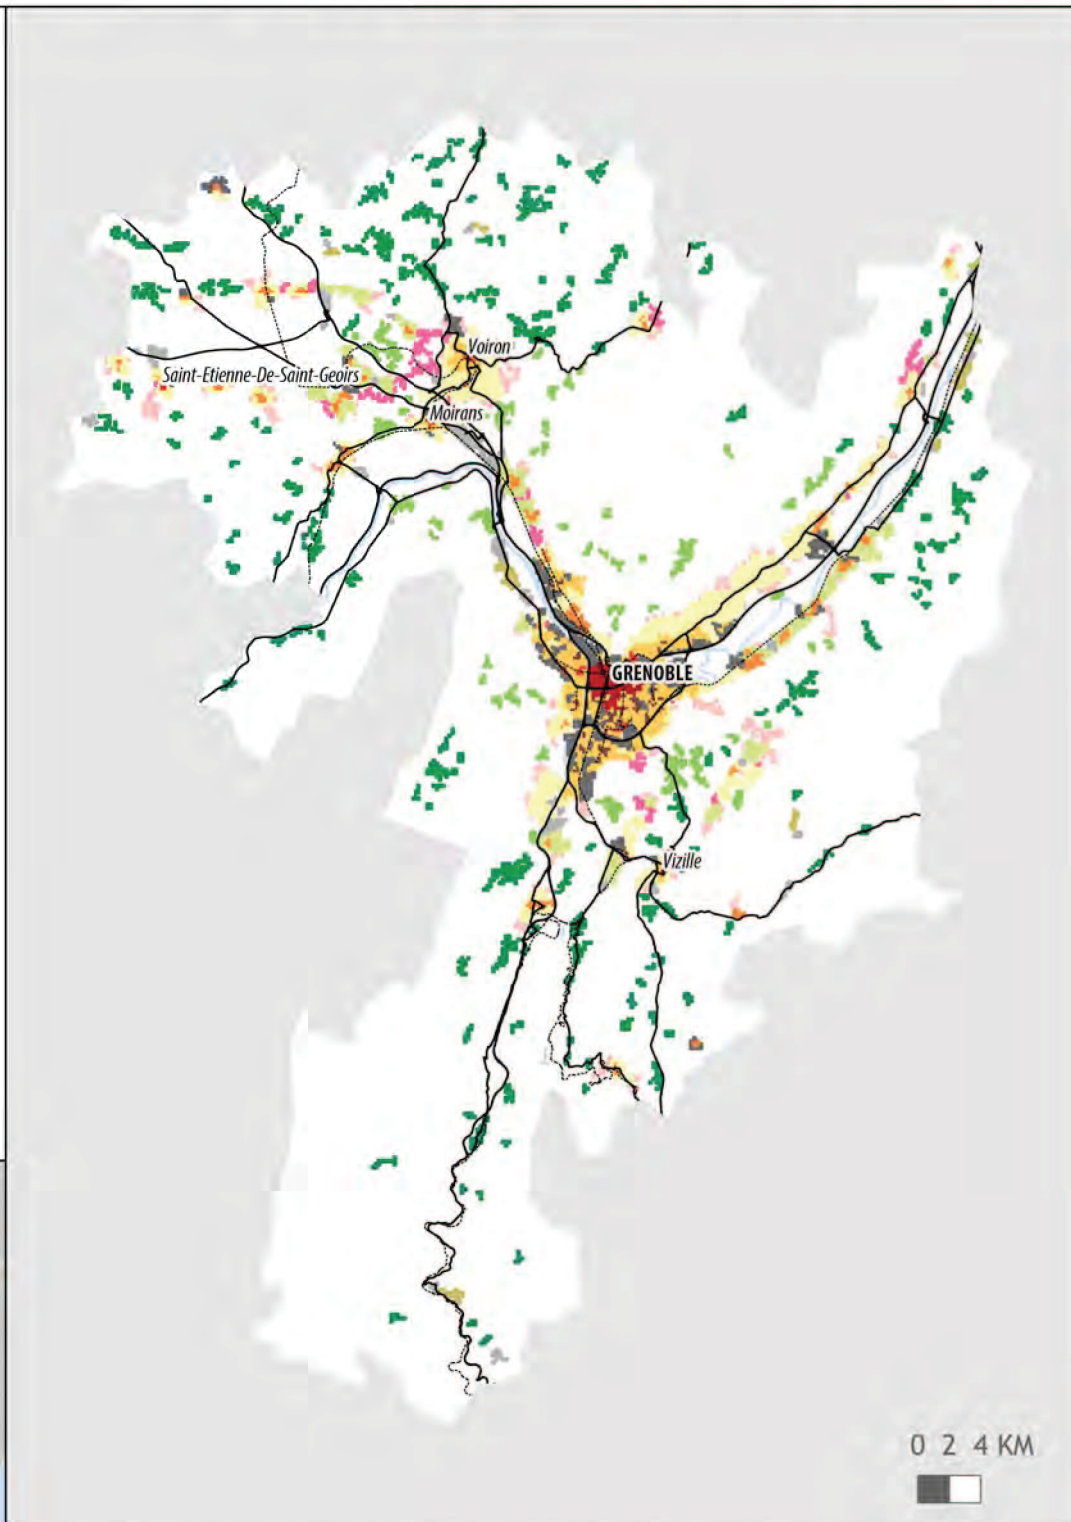 Voiron
Saint-Etienne-De-Saint-Geoirs
Moirans
GRENOBLE
Vizille
0 2 4 KM